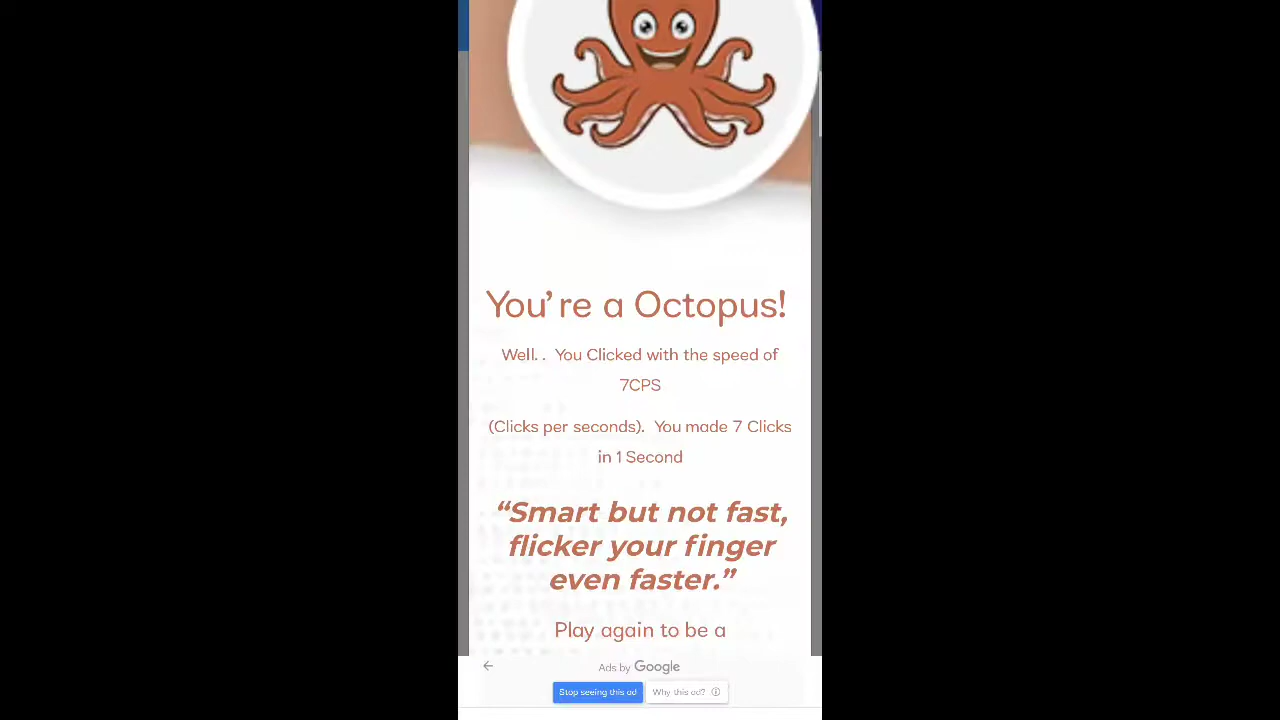 You're a Octopus!
Well. . You Clicked with the speed of
7CPS
(Clicks per seconds). You made 7 Clicks
in 1 Second
“Smart but not fast,
flicker your finger
even faster.”
Play again to be a
Ads by Google
Stop seeing this ad Why this ad?